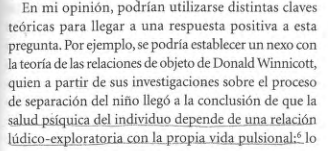 En mi opinión, podrían utilizarse distintas claves
teóricas para llegar a una respuesta positiva a esta
pregunta. Por ejemplo, se podría establecer un nexo con
la teoría de las relaciones de objeto de Donald Winnicott,
quien a partir de sus investigaciones sobre el proceso
de separación del niño llegó a la conclusión de que la
salud psíquica del individuo depende de una relación
lúdico-exploratoria con la propia vida pulsional:⁶ lo